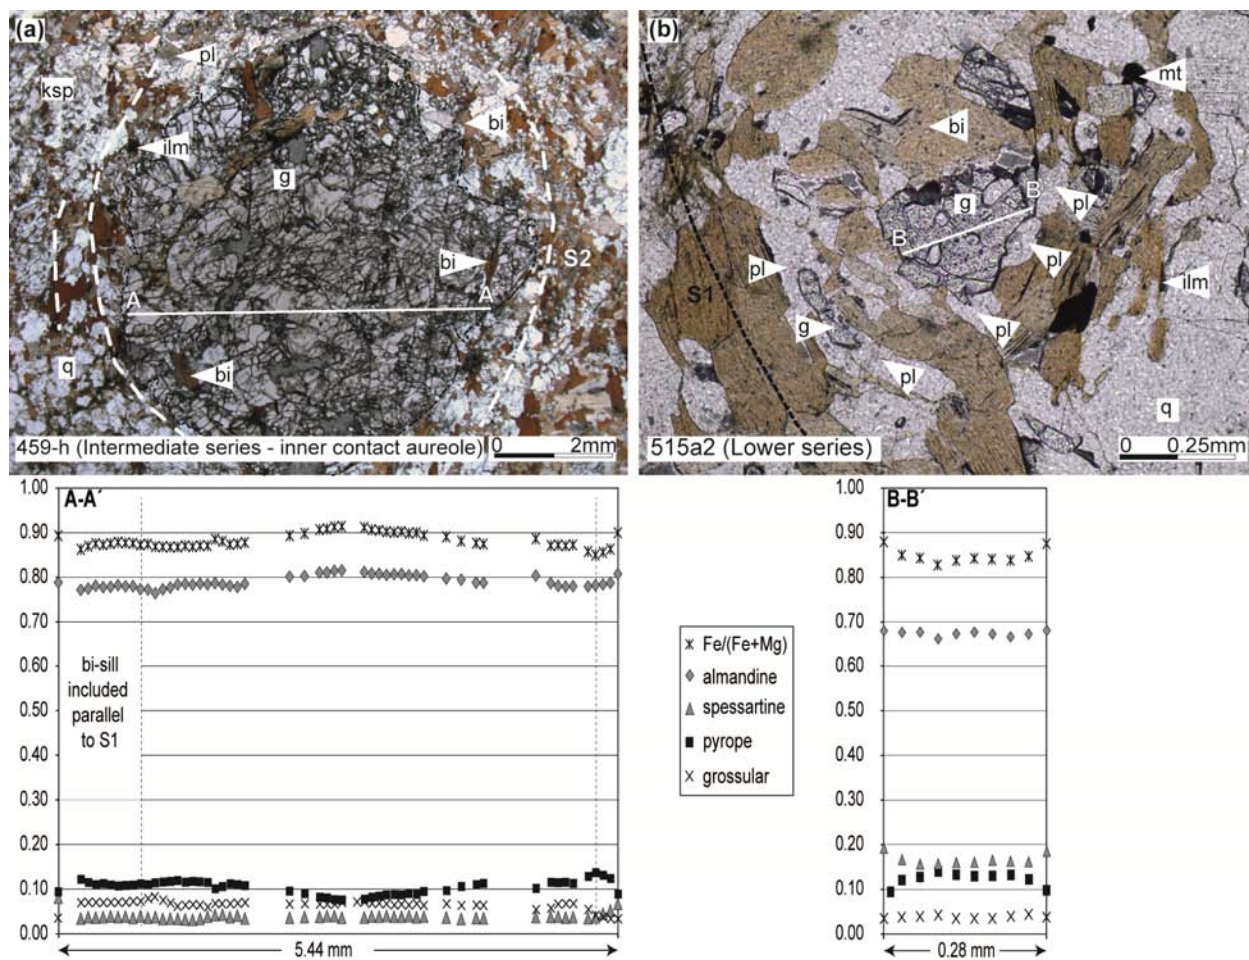 (a)
pl
ksp
bi
ilm
g
bi
S2
A
A
q
bi
459-h (Intermediate series - inner contact aureole)
0 2mm
(b)
mt
bi
g
B
B
pl
pl
S1
pl
ilm
g
pl
pl
q
515a2 (Lower series)
0 0.25mm
A-A´
1.00
0.90
0.80
0.70
0.60
0.50
0.40
0.30
0.20
0.10
0.00
bi-sill
included
parallel
to S1
5.44 mm
Fe/(Fe+Mg)
almandine
spessartine
pyrope
grossular
B-B´
1.00
0.90
0.80
0.70
0.60
0.50
0.40
0.30
0.20
0.10
0.00
0.28 mm